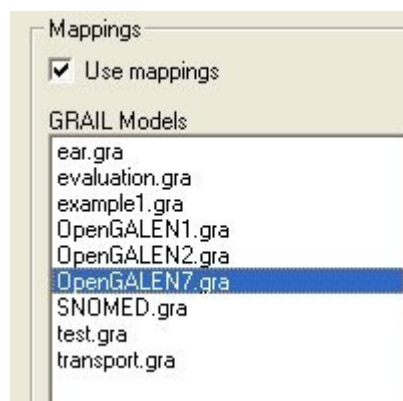 Mappings
Use mappings
GRAIL Models
ear.gra
evaluation.gra
example1.gra
OpenGALEN1.gra
OpenGALEN2.gra
OpenGALEN7.gra
SNOMED.gra
test.gra
transport.gra